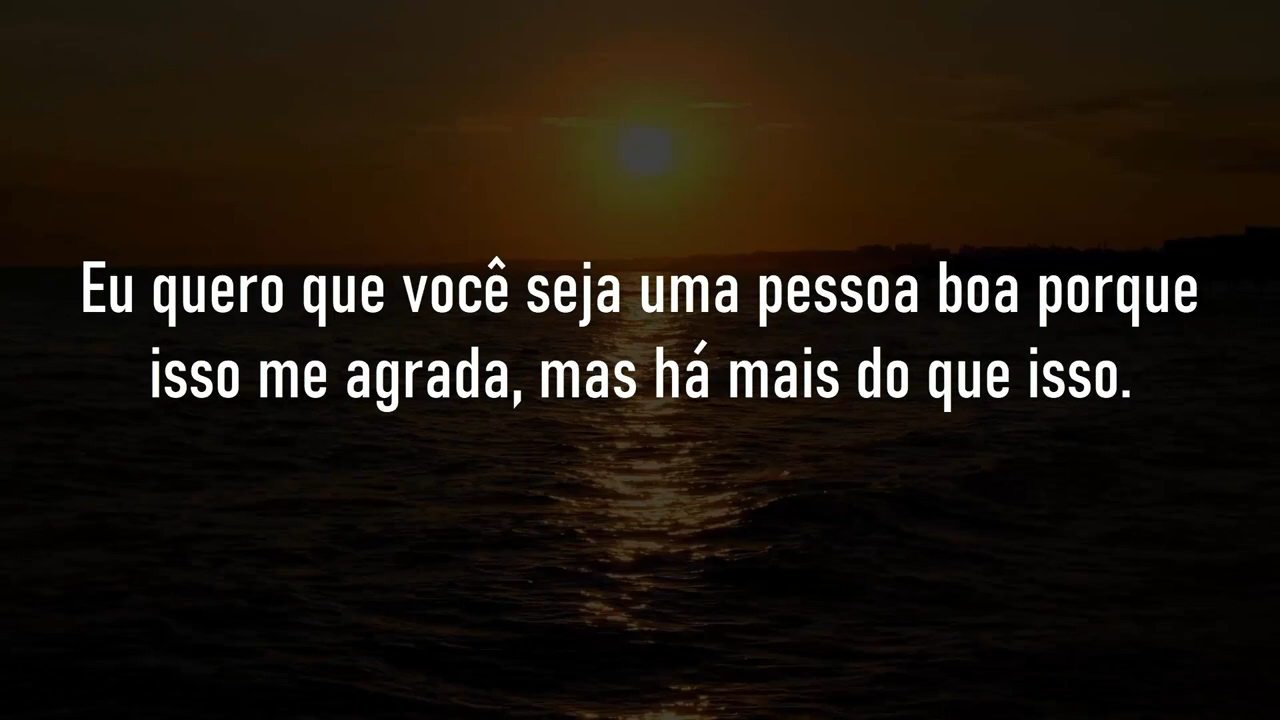 Eu quero que você seja uma pessoa boa porque
isso me agrada, mas há mais do que isso.